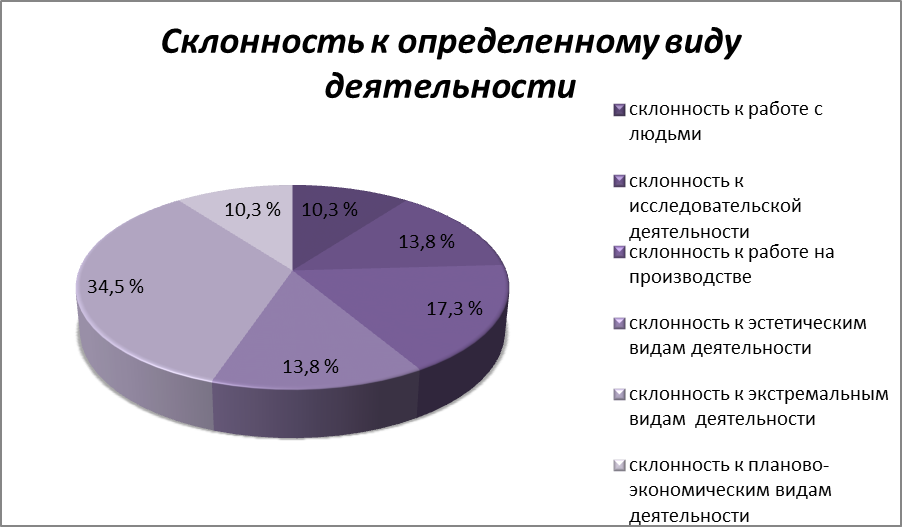 Склонность к определенному виду
деятельности
склонность к работе с
людьми
склонность к
исследовательской
деятельности
склонность к работе на
производстве
склонность к эстетическим
видам деятельности
склонность к экстремальным
видам  деятельности
склонность к планово-
экономическим видам
деятельности
10,3 %
13,8 %
17,3 %
13,8 %
34,5 %
10,3 %